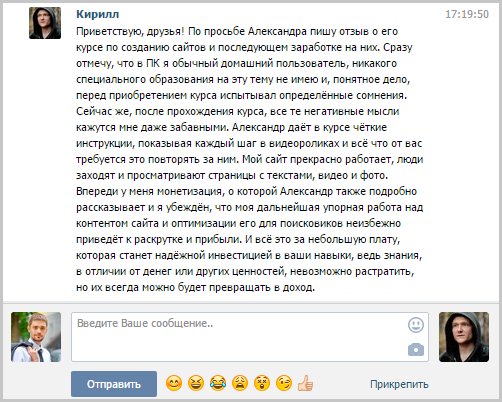 Кирилл 17:19:50
Приветствую, друзья! По просьбе Александра пишу отзыв о его
курсе по созданию сайтов и последующем заработке на них. Сразу
отмечу, что в ПК я обычный домашний пользователь, никакого
специального образования на эту тему не имею и, понятное дело,
перед приобретением курса испытывал определённые сомнения.
Сейчас же, после прохождения курса, все те негативные мысли
кажутся мне даже забавными. Александр даёт в курсе чёткие
инструкции, показывая каждый шаг в видеороликах и всё что от вас
требуется это повторять за ним. Мой сайт прекрасно работает, люди
заходят и просматривают страницы с текстами, видео и фото.
Впереди у меня монетизация, о которой Александр также подробно
рассказывает и я убеждён, что моя дальнейшая упорная работа над
контентом сайта и оптимизации его для поисковиков неизбежно
приведёт к раскрутке и прибыли. И всё это за небольшую плату,
которая станет надёжной инвестицией в ваши навыки, ведь знания,
в отличии от денег или других ценностей, невозможно растратить,
но их всегда можно будет превращать в доход.
Введите Ваше сообщение..
Отправить Прикрепить